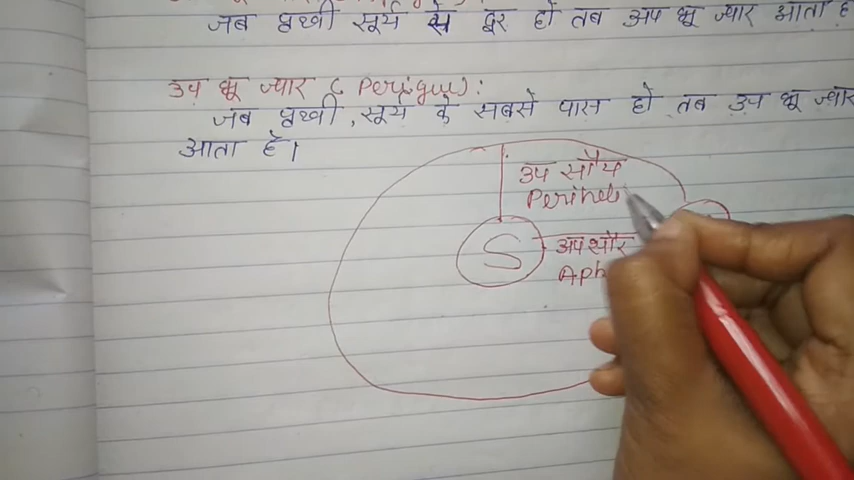 जब पृथ्वी सूर्य से दूर हो तब अप भू ज्वार आता है
उप भू ज्वार ( Perigee) :
जब पृथ्वी , सूर्य के सबसे पास हो तब उप भू ज्वार
आता है।
उप सौर्य
Perihel
S
अपसौर
Aph